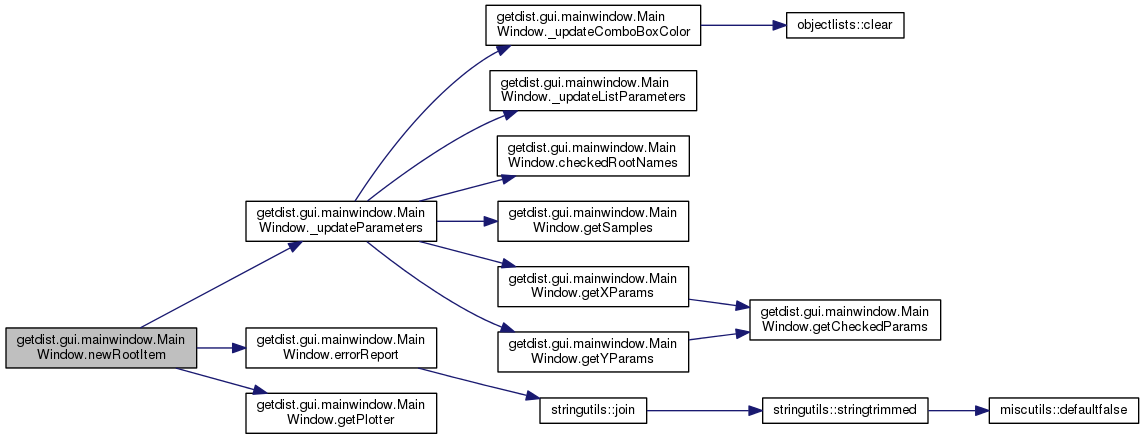 getdist.gui.mainwindow.Main
Window._updateComboBoxColor
objectlists::clear
getdist.gui.mainwindow.Main
Window._updateListParameters
getdist.gui.mainwindow.Main
Window.checkedRootNames
getdist.gui.mainwindow.Main
Window._updateParameters
getdist.gui.mainwindow.Main
Window.getSamples
getdist.gui.mainwindow.Main
Window.getXParams
getdist.gui.mainwindow.Main
Window.getCheckedParams
getdist.gui.mainwindow.Main
Window.newRootItem
getdist.gui.mainwindow.Main
Window.errorReport
getdist.gui.mainwindow.Main
Window.getYParams
getdist.gui.mainwindow.Main
Window.getPlotter
stringutils::join
stringutils::stringtrimmed
miscutils::defaultfalse